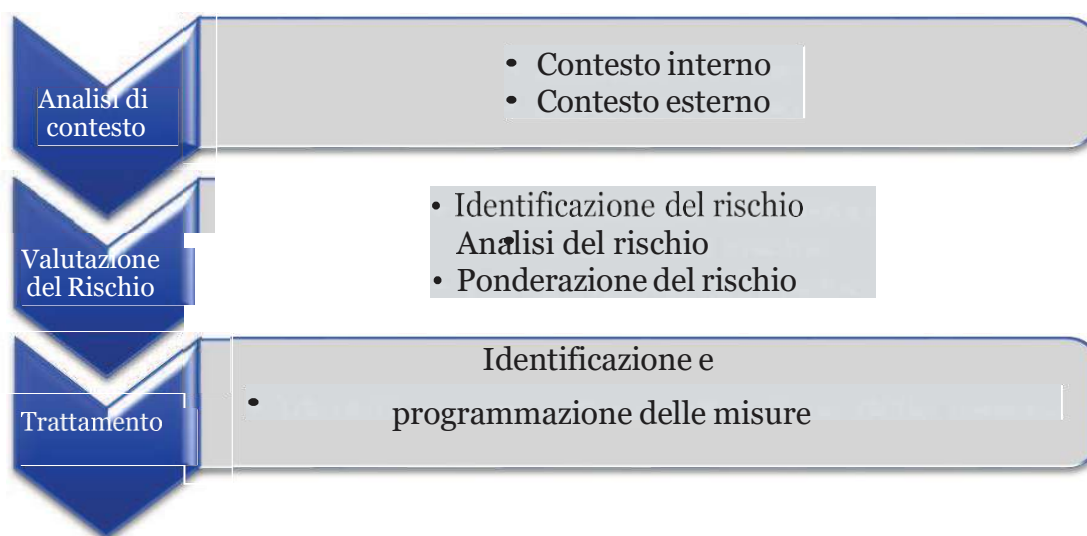 Analisi di
contesto
• Contesto interno
• Contesto esterno
Valutazione
del Rischio
• Identificazione del rischio
• Analisi del rischio
• Ponderazione del rischio
Trattamento
Identificazione e
• programmazione delle misure